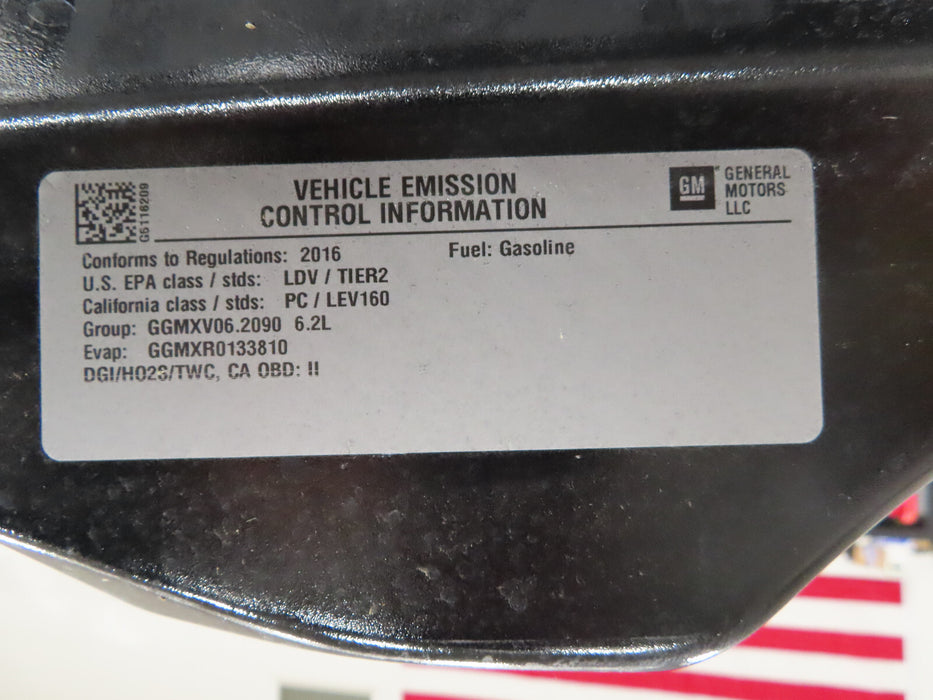 VEHICLE EMISSION
CONTROL INFORMATION
GM
GENERAL
MOTORS
LLC
G5116209
Conforms to Regulations: 2016
Fuel: Gasoline
U.S. EPA class / stds: LDV / TIER2
California class / stds: PC / LEV160
Group: GGMXV06.2090 6.2L
Evap: GGMXR0133810
DGI/HO2S/TWC, CA OBD: II